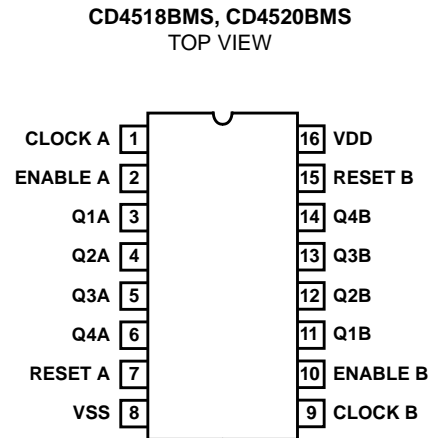 CD4518BMS, CD4520BMS
TOP VIEW
CLOCK A 1 16 VDD
ENABLE A 2 15 RESET B
Q1A 3 14 Q4B
Q2A 4 13 Q3B
Q3A 5 12 Q2B
Q4A 6 11 Q1B
RESET A 7 10 ENABLE B
VSS 8 9 CLOCK B